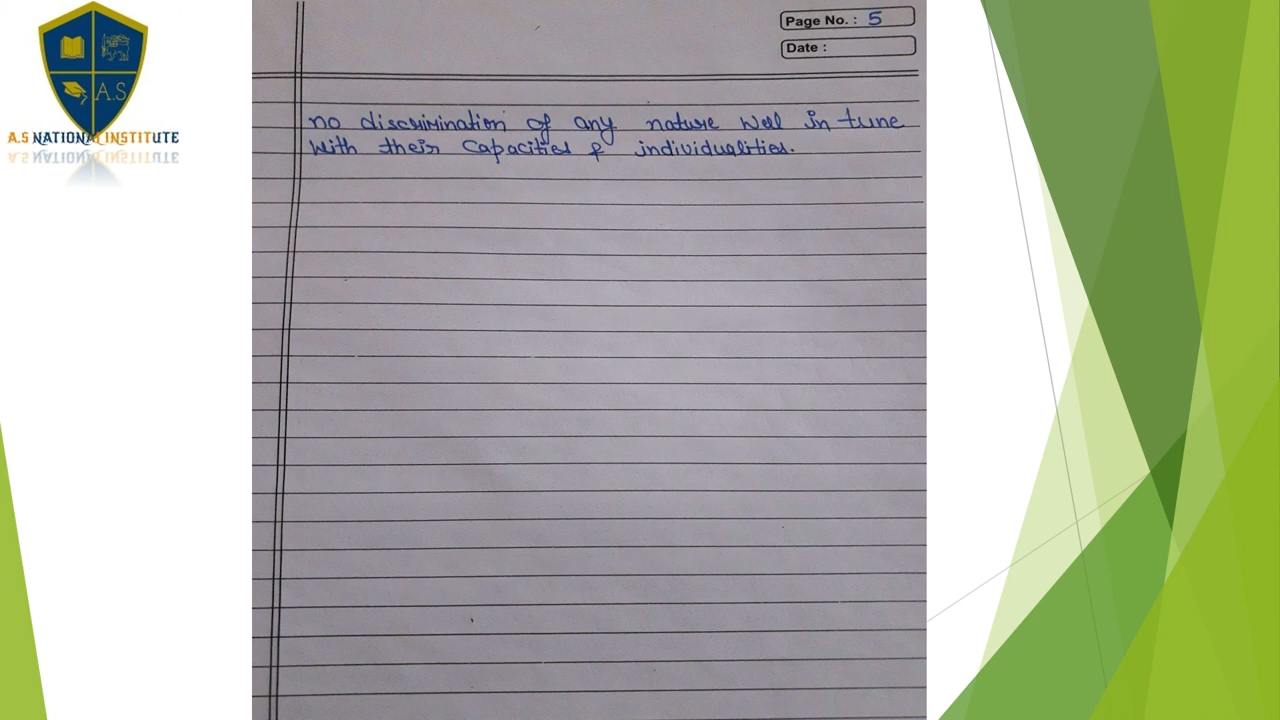 A.S
A.S NATIONAL INSTITUTE
Page No. : 5
Date :
no discrimination of any nature well in tune
with their Capacities & individualities.